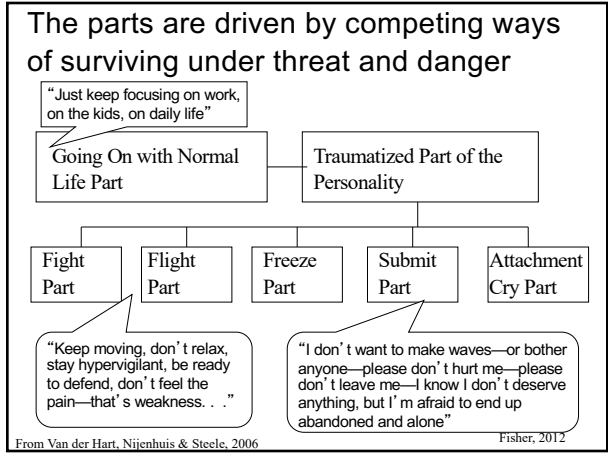 The parts are driven by competing ways
of surviving under threat and danger
“Just keep focusing on work,
on the kids, on daily life”
Going On with Normal
Life Part
Traumatized Part of the
Personality
Fight
Part
Flight
Part
Freeze
Part
Submit
Part
Attachment
Cry Part
“Keep moving, don’t relax,
stay hypervigilant, be ready
to defend, don’t feel the
pain—that’s weakness. . .”
“I don’t want to make waves—or bother
anyone—please don’t hurt me—please
don’t leave me—I know I don’t deserve
anything, but I’m afraid to end up
abandoned and alone”
From Van der Hart, Nijenhuis & Steele, 2006
Fisher, 2012